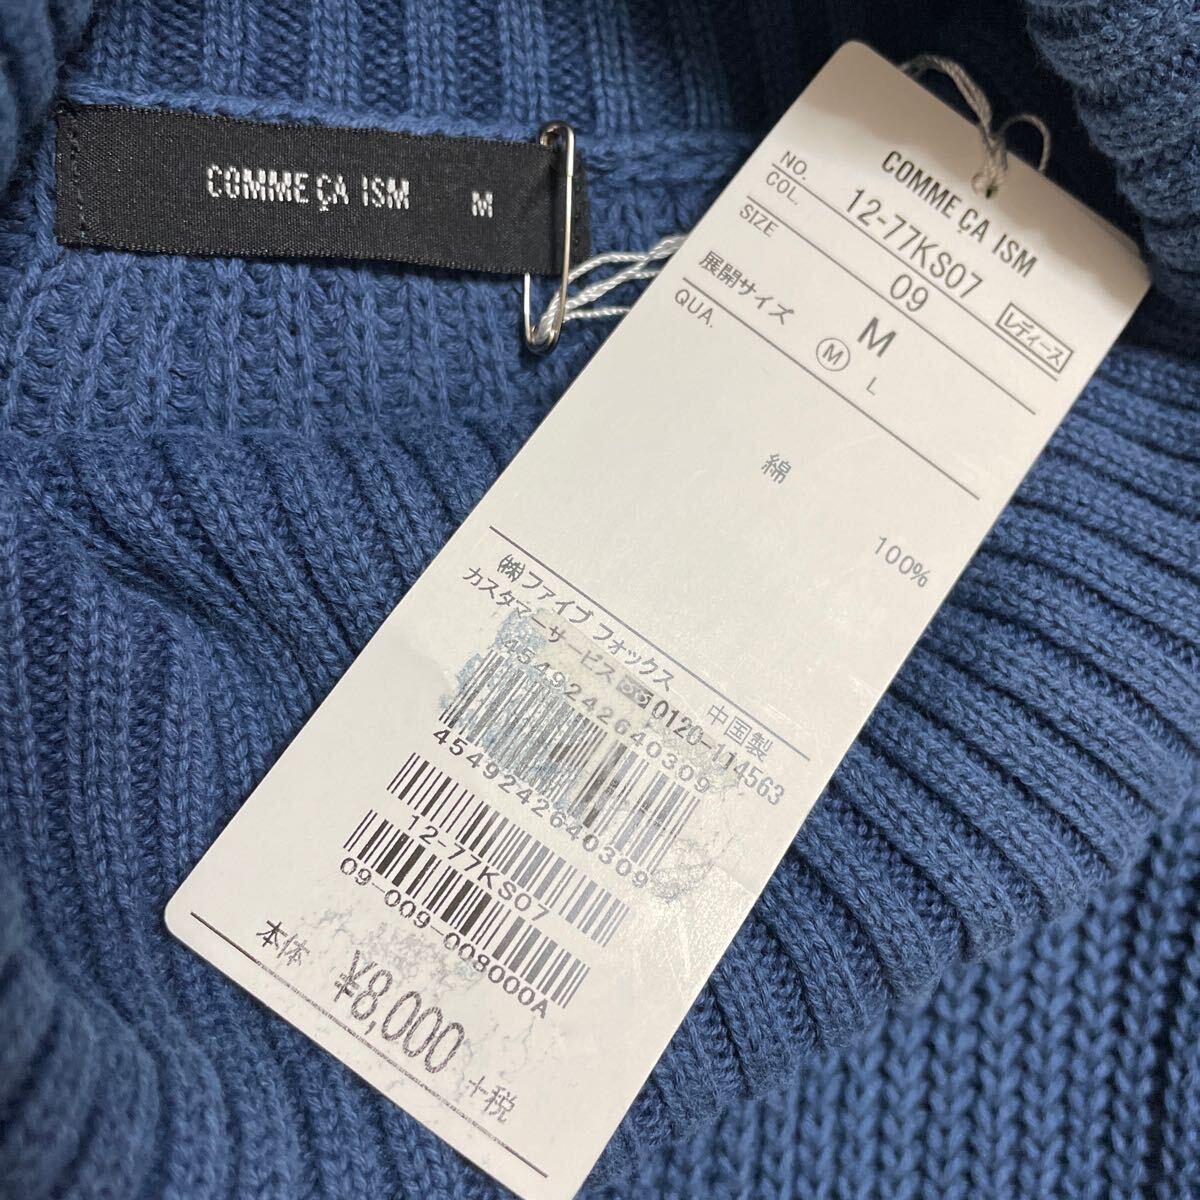 COMME ÇA ISM M
COMME ÇA ISM
NO. 12-77KS07
COL. 09 レディース
SIZE M
展開サイズ Ⓜ L
QUA.
綿 100%
㈱ファイブ フォックス 中国製
カスタマーサービス 0120-114563
4549242640309
4549242640309
12-77KS07
09-009-008000A
本体 ¥8,000 +税